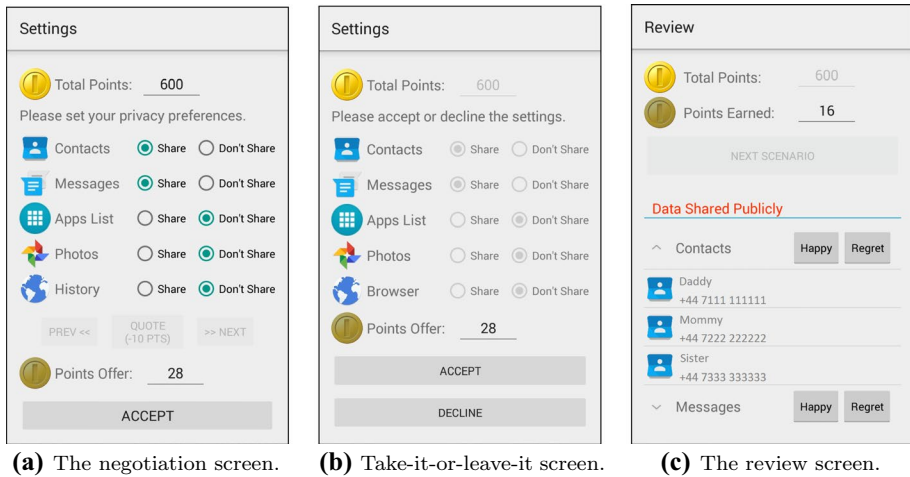 Settings
Total Points: 600
Please set your privacy preferences.
Contacts Share Don't Share
Messages Share Don't Share
Apps List Share Don't Share
Photos Share Don't Share
History Share Don't Share
PREV << QUOTE (-10 PTS) >> NEXT
Points Offer: 28
ACCEPT
(a) The negotiation screen.
Settings
Total Points: 600
Please accept or decline the settings.
Contacts Share Don't Share
Messages Share Don't Share
Apps List Share Don't Share
Photos Share Don't Share
Browser Share Don't Share
Points Offer: 28
ACCEPT
DECLINE
(b) Take-it-or-leave-it screen.
Review
Total Points: 600
Points Earned: 16
NEXT SCENARIO
Data Shared Publicly
Contacts Happy Regret
Daddy
+44 7111 111111
Mommy
+44 7222 222222
Sister
+44 7333 333333
Messages Happy Regret
(c) The review screen.